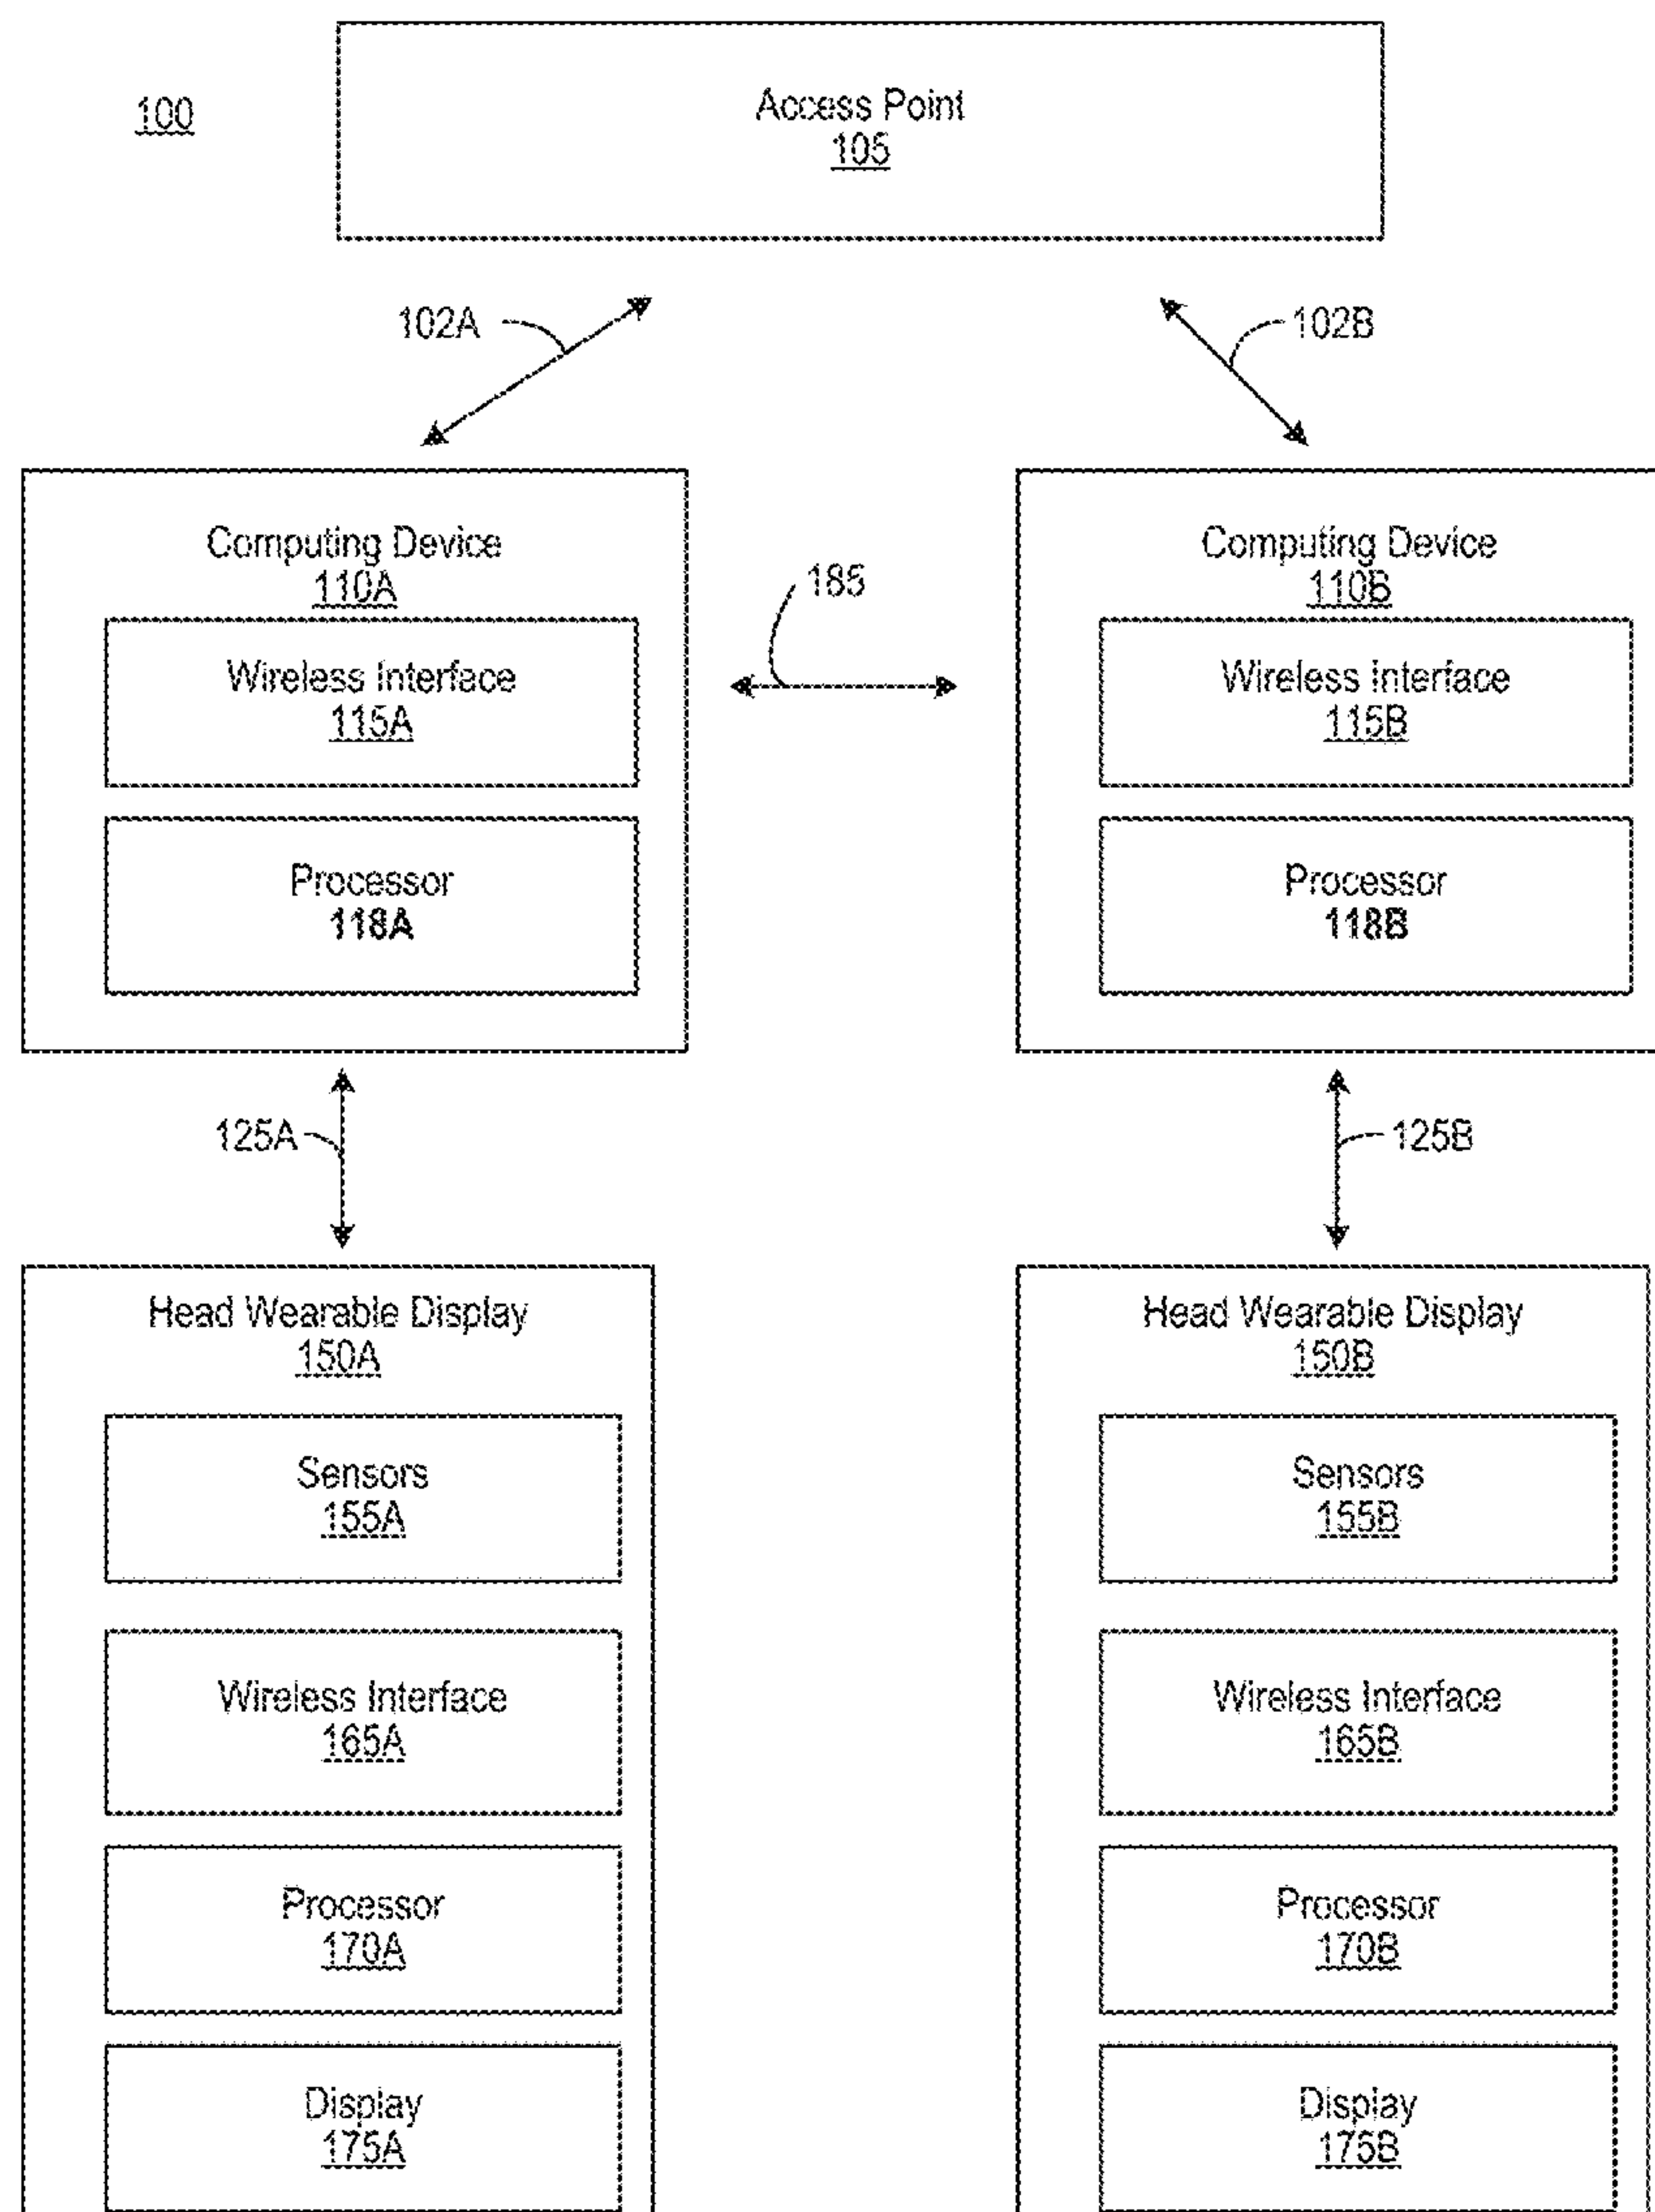 100
Access Point
105
102A
102B
Computing Device
110A
Wireless Interface
115A
Processor
118A
185
Computing Device
110B
Wireless Interface
115B
Processor
118B
125A
125B
Head Wearable Display
150A
Sensors
155A
Wireless Interface
165A
Processor
170A
Display
175A
Head Wearable Display
150B
Sensors
155B
Wireless Interface
165B
Processor
170B
Display
175B